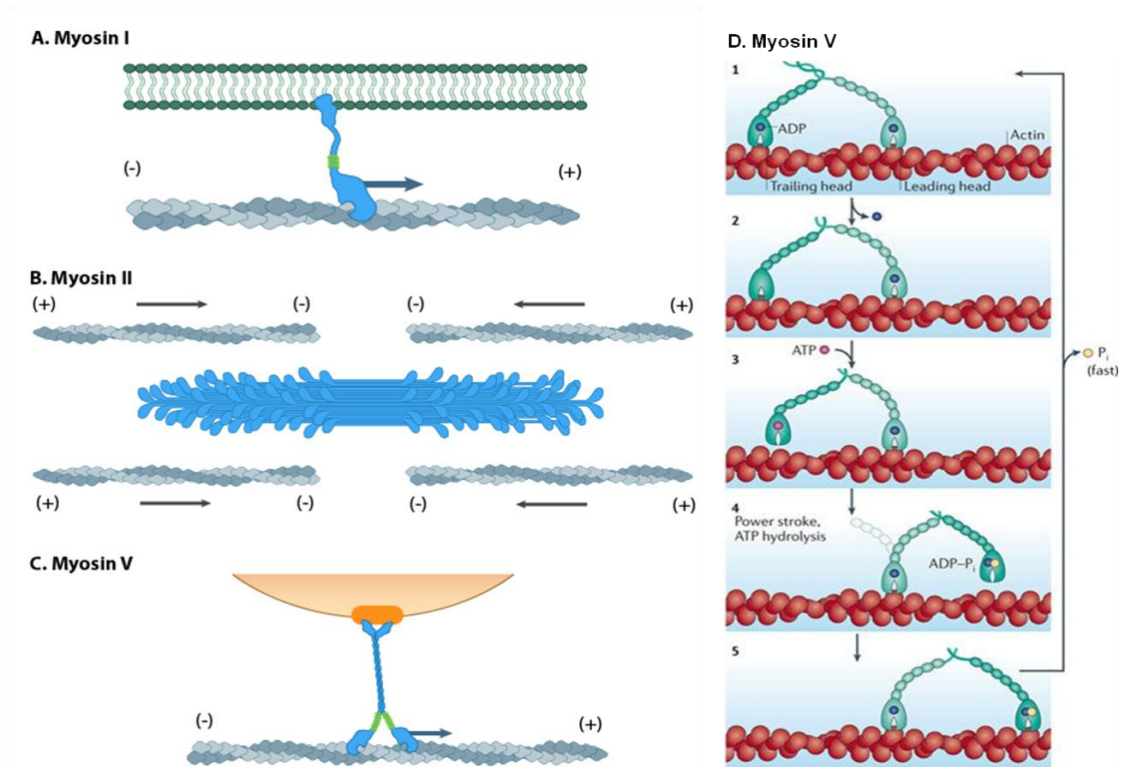 A. Myosin I
(-)
(+)
B. Myosin II
(+)
(-)
(-)
(+)
(+)
(-)
(-)
(+)
C. Myosin V
(-)
(+)
D. Myosin V
1
ADP
Actin
Trailing head
Leading head
2
ATP
3
Pi
(fast)
4
Power stroke,
ATP hydrolysis
ADP–Pi
5